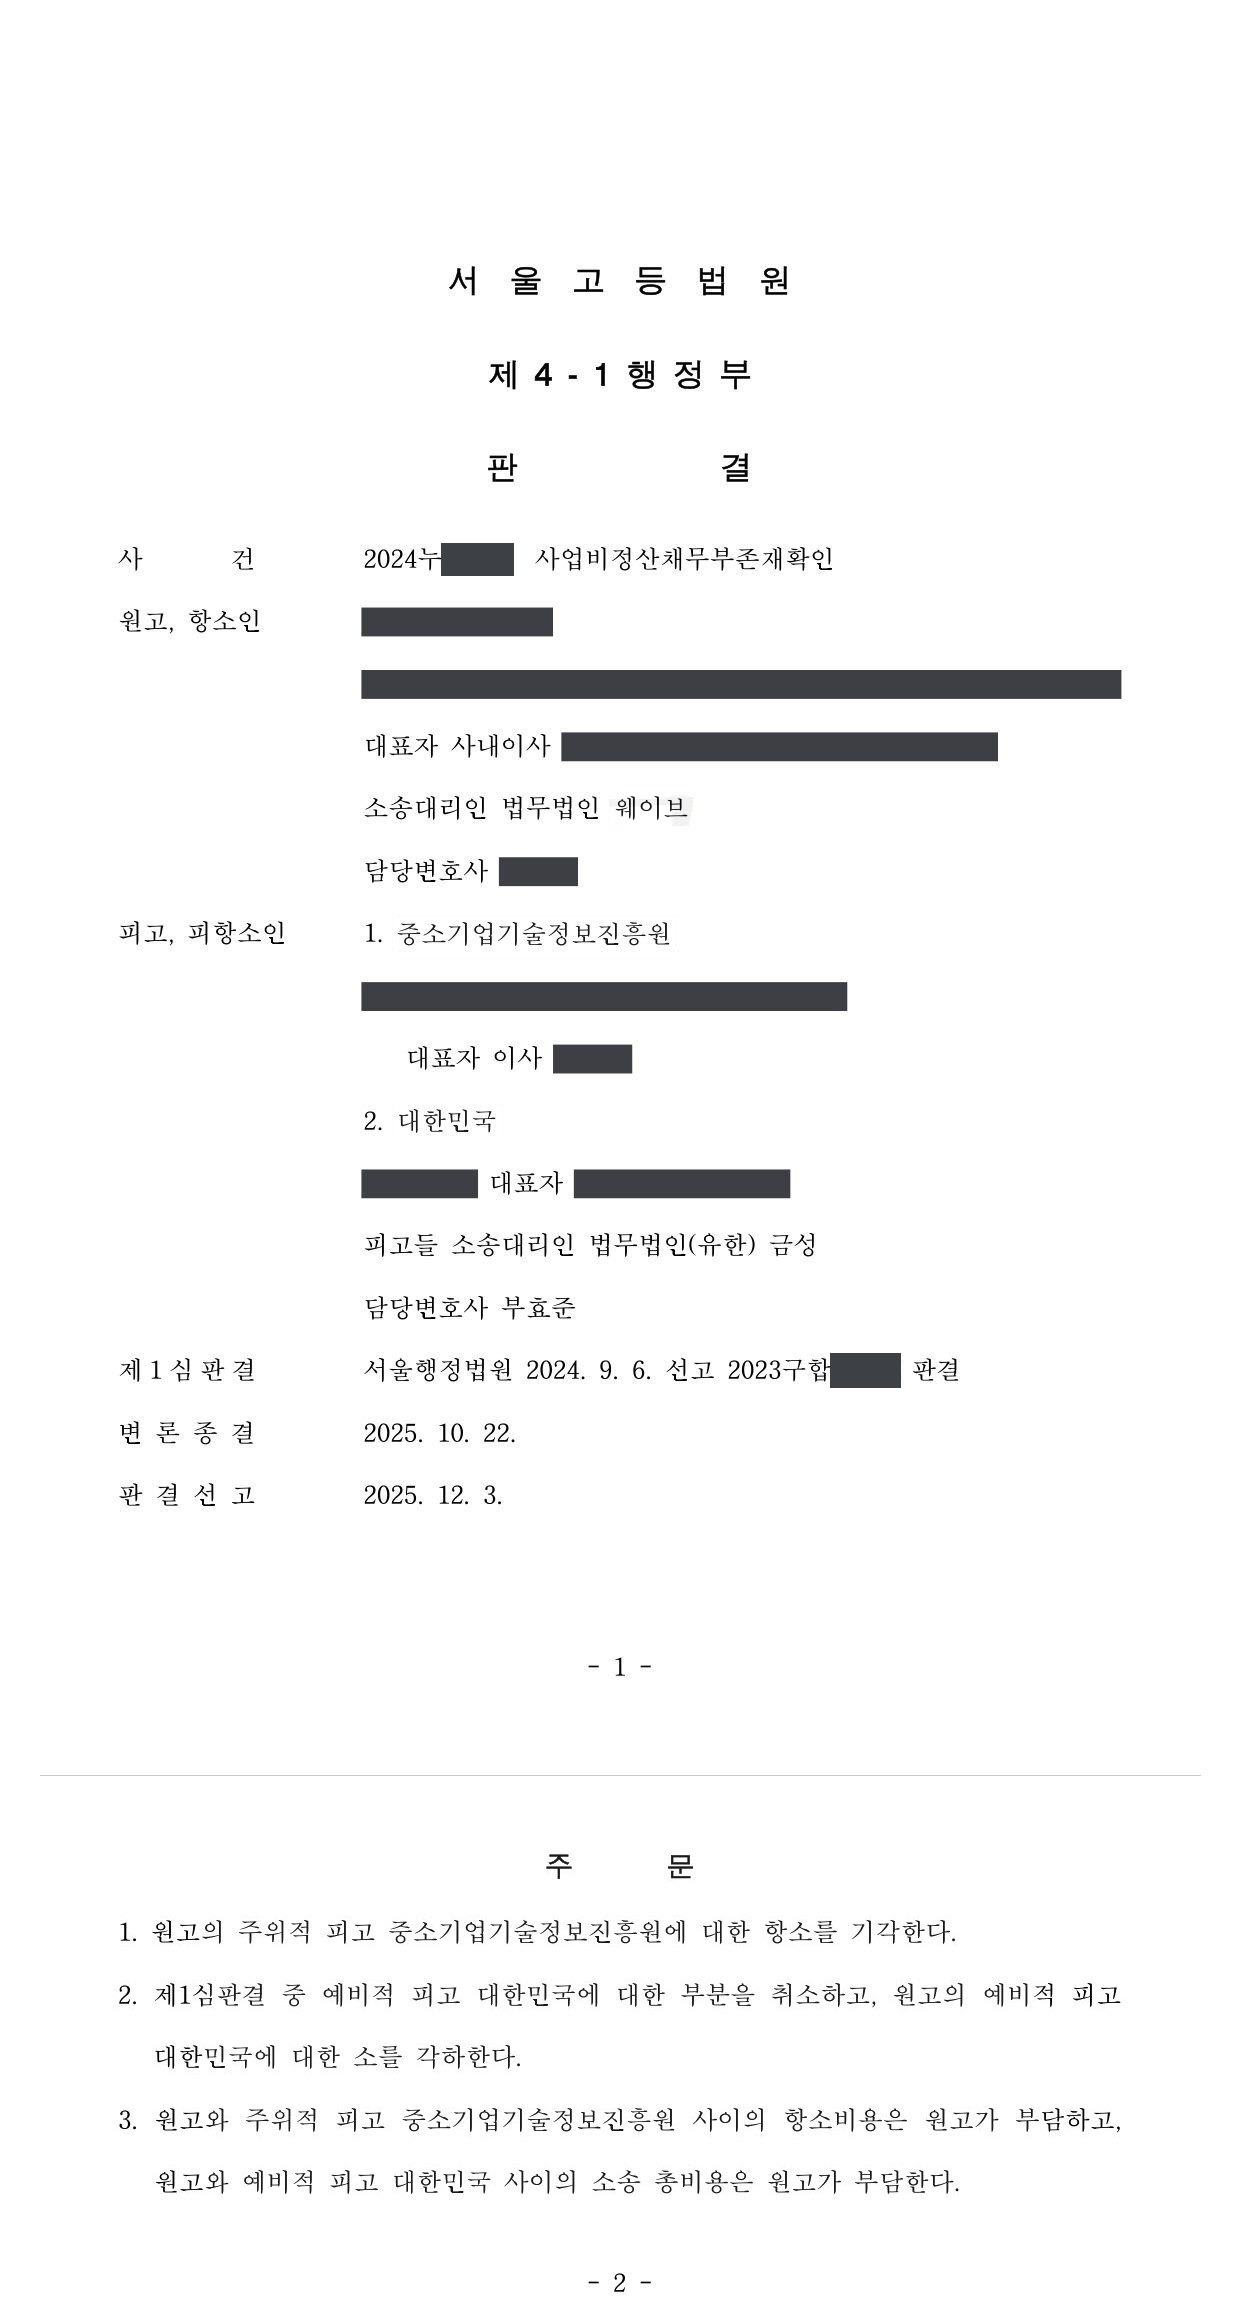 서 울 고 등 법 원
제 4 - 1 행 정 부
판 결
사 건 2024누 사업비정산채무부존재확인
원고, 항소인
대표자 사내이사
소송대리인 법무법인 웨이브
담당변호사
피고, 피항소인 1. 중소기업기술정보진흥원
대표자 이사
2. 대한민국
대표자
피고들 소송대리인 법무법인(유한) 금성
담당변호사 부효준
제 1 심 판 결 서울행정법원 2024. 9. 6. 선고 2023구합 판결
변 론 종 결 2025. 10. 22.
판 결 선 고 2025. 12. 3.
- 1 -
주 문
1. 원고의 주위적 피고 중소기업기술정보진흥원에 대한 항소를 기각한다.
2. 제1심판결 중 예비적 피고 대한민국에 대한 부분을 취소하고, 원고의 예비적 피고
대한민국에 대한 소를 각하한다.
3. 원고와 주위적 피고 중소기업기술정보진흥원 사이의 항소비용은 원고가 부담하고,
원고와 예비적 피고 대한민국 사이의 소송 총비용은 원고가 부담한다.
- 2 -